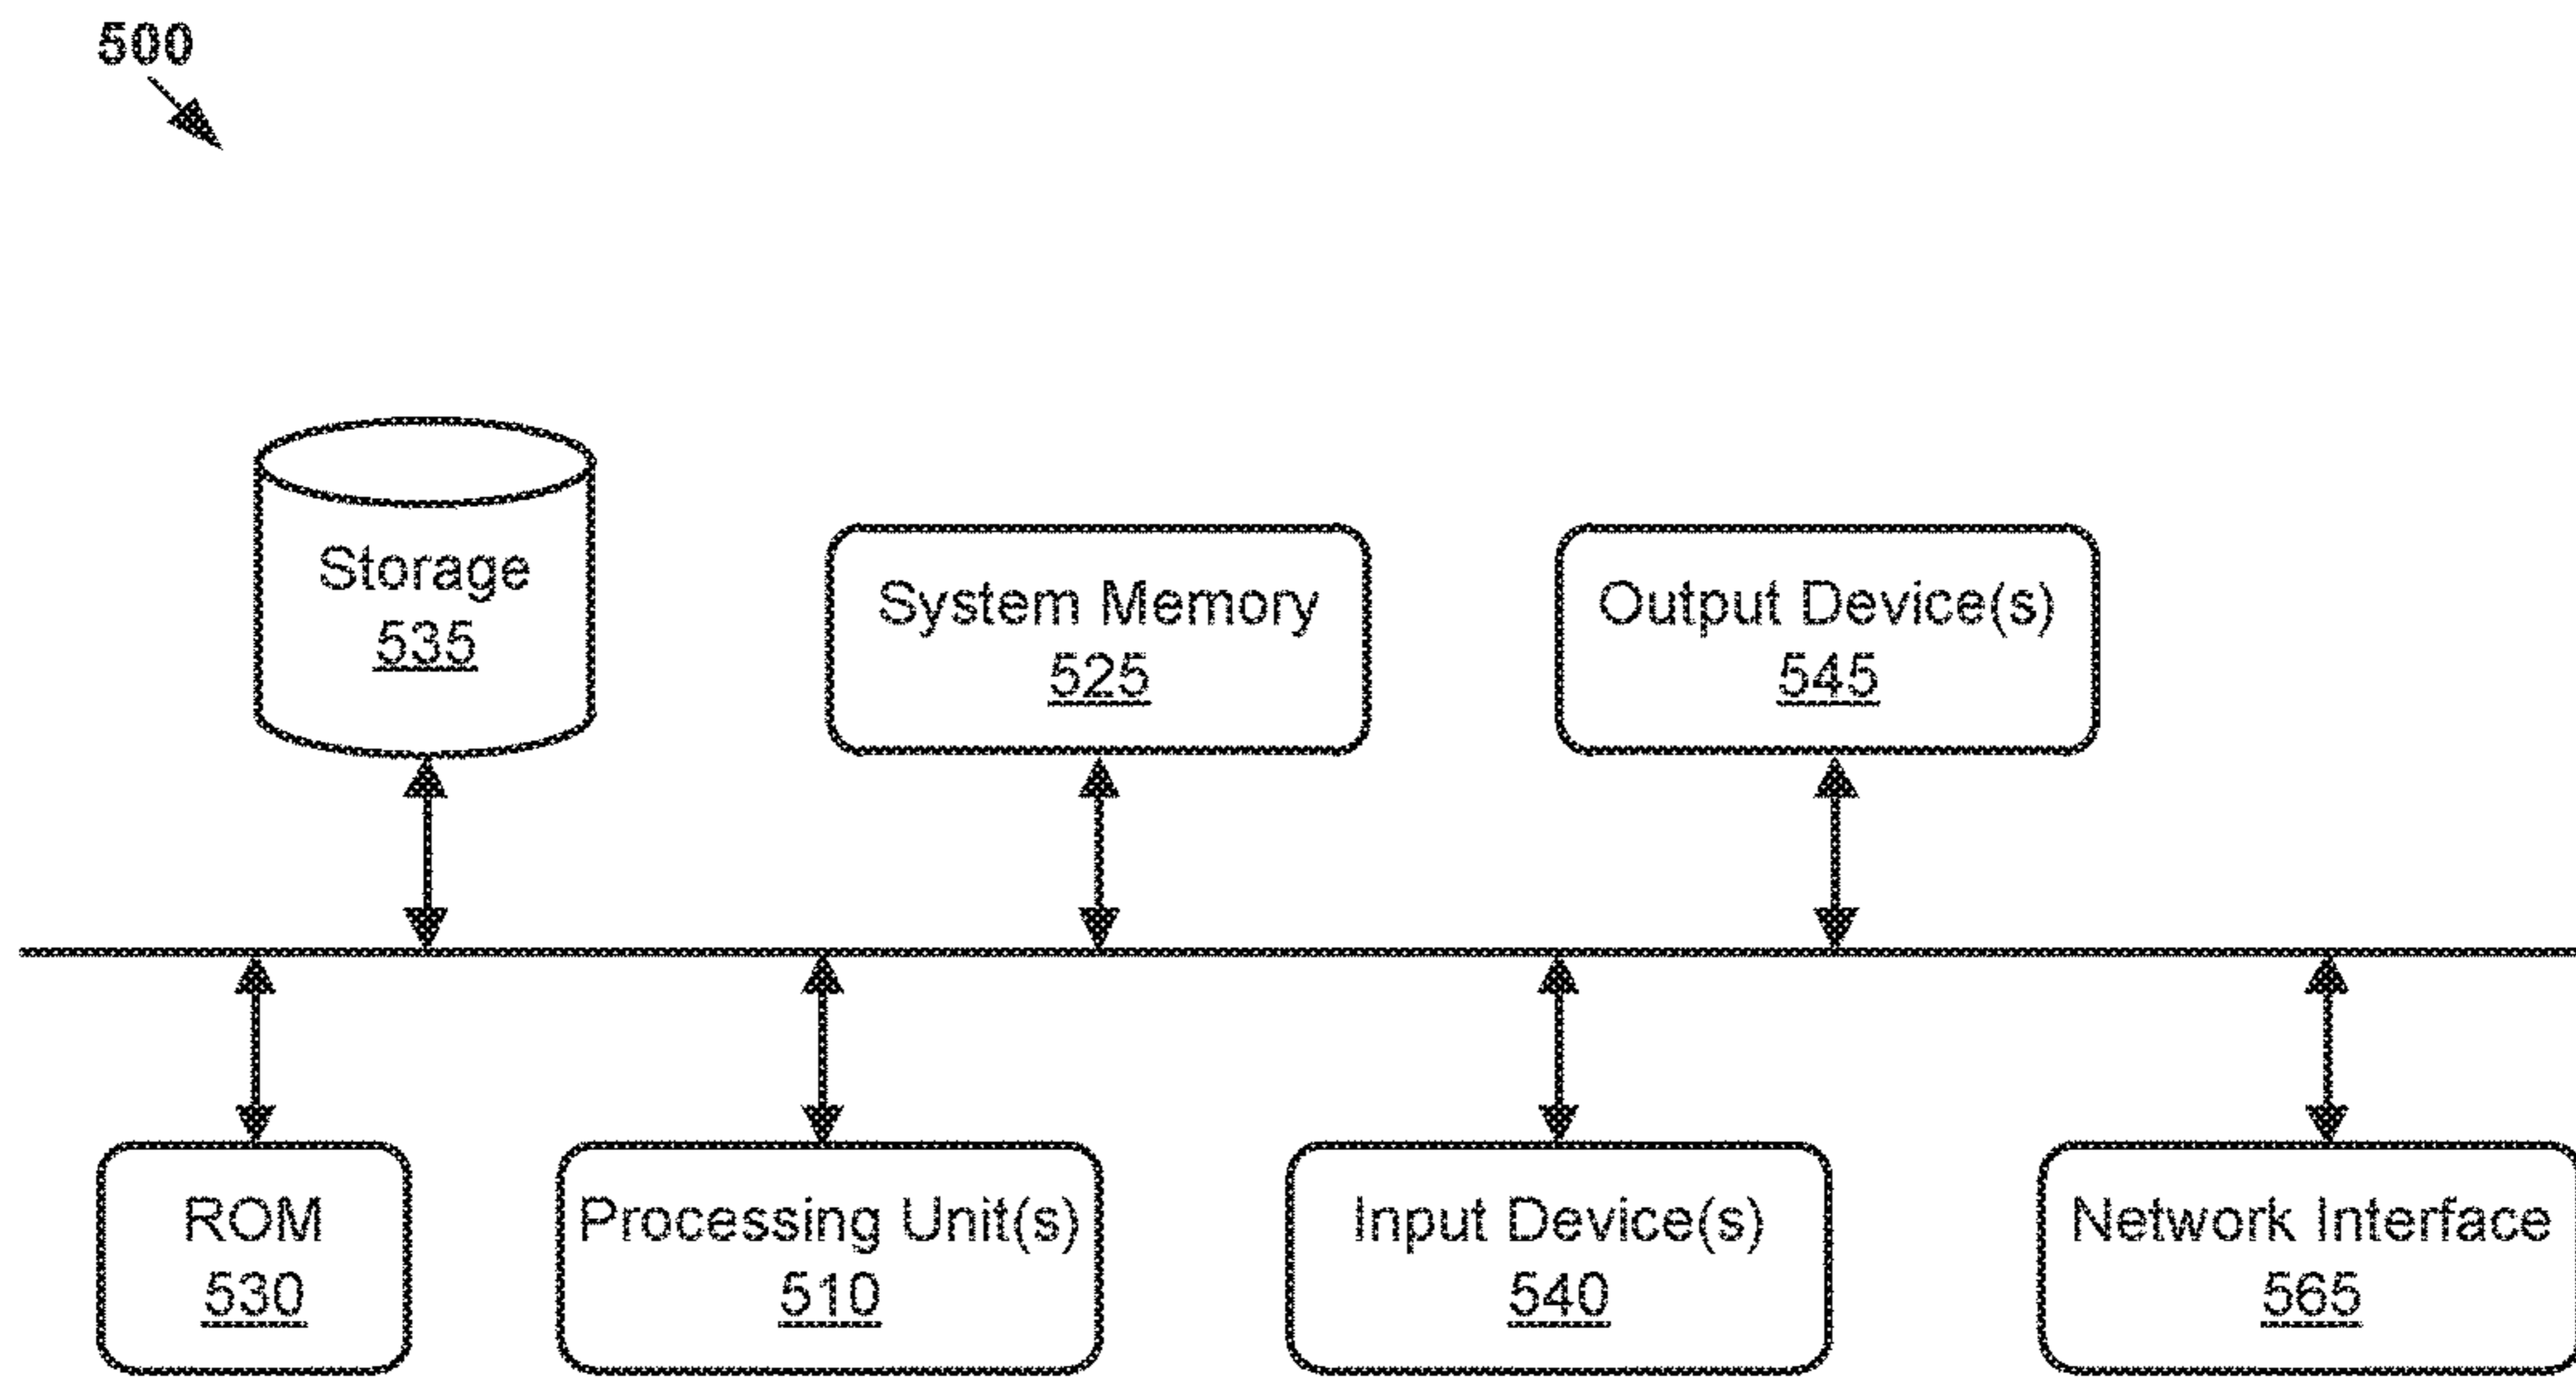 500
Storage
535
System Memory
525
Output Device(s)
545
ROM
530
Processing Unit(s)
510
Input Device(s)
540
Network Interface
565